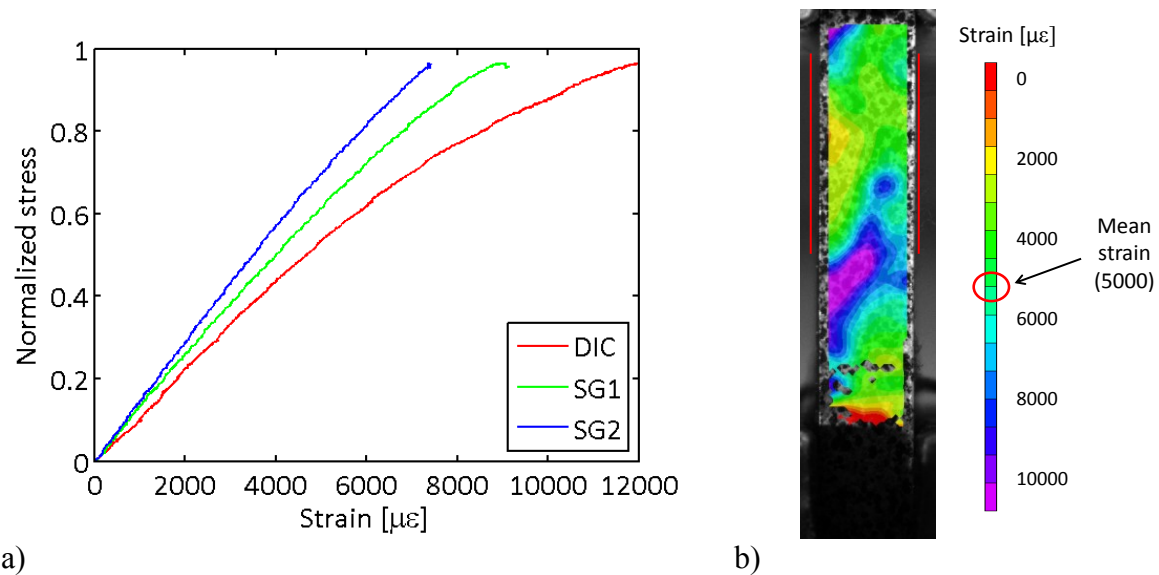 1
0.8
0.6
0.4
0.2
0
Normalized stress
0 2000 4000 6000 8000 10000 12000
Strain [με]
DIC
SG1
SG2
a)
Strain [με]
0
2000
4000
6000
8000
10000
Mean
strain
(5000)
b)